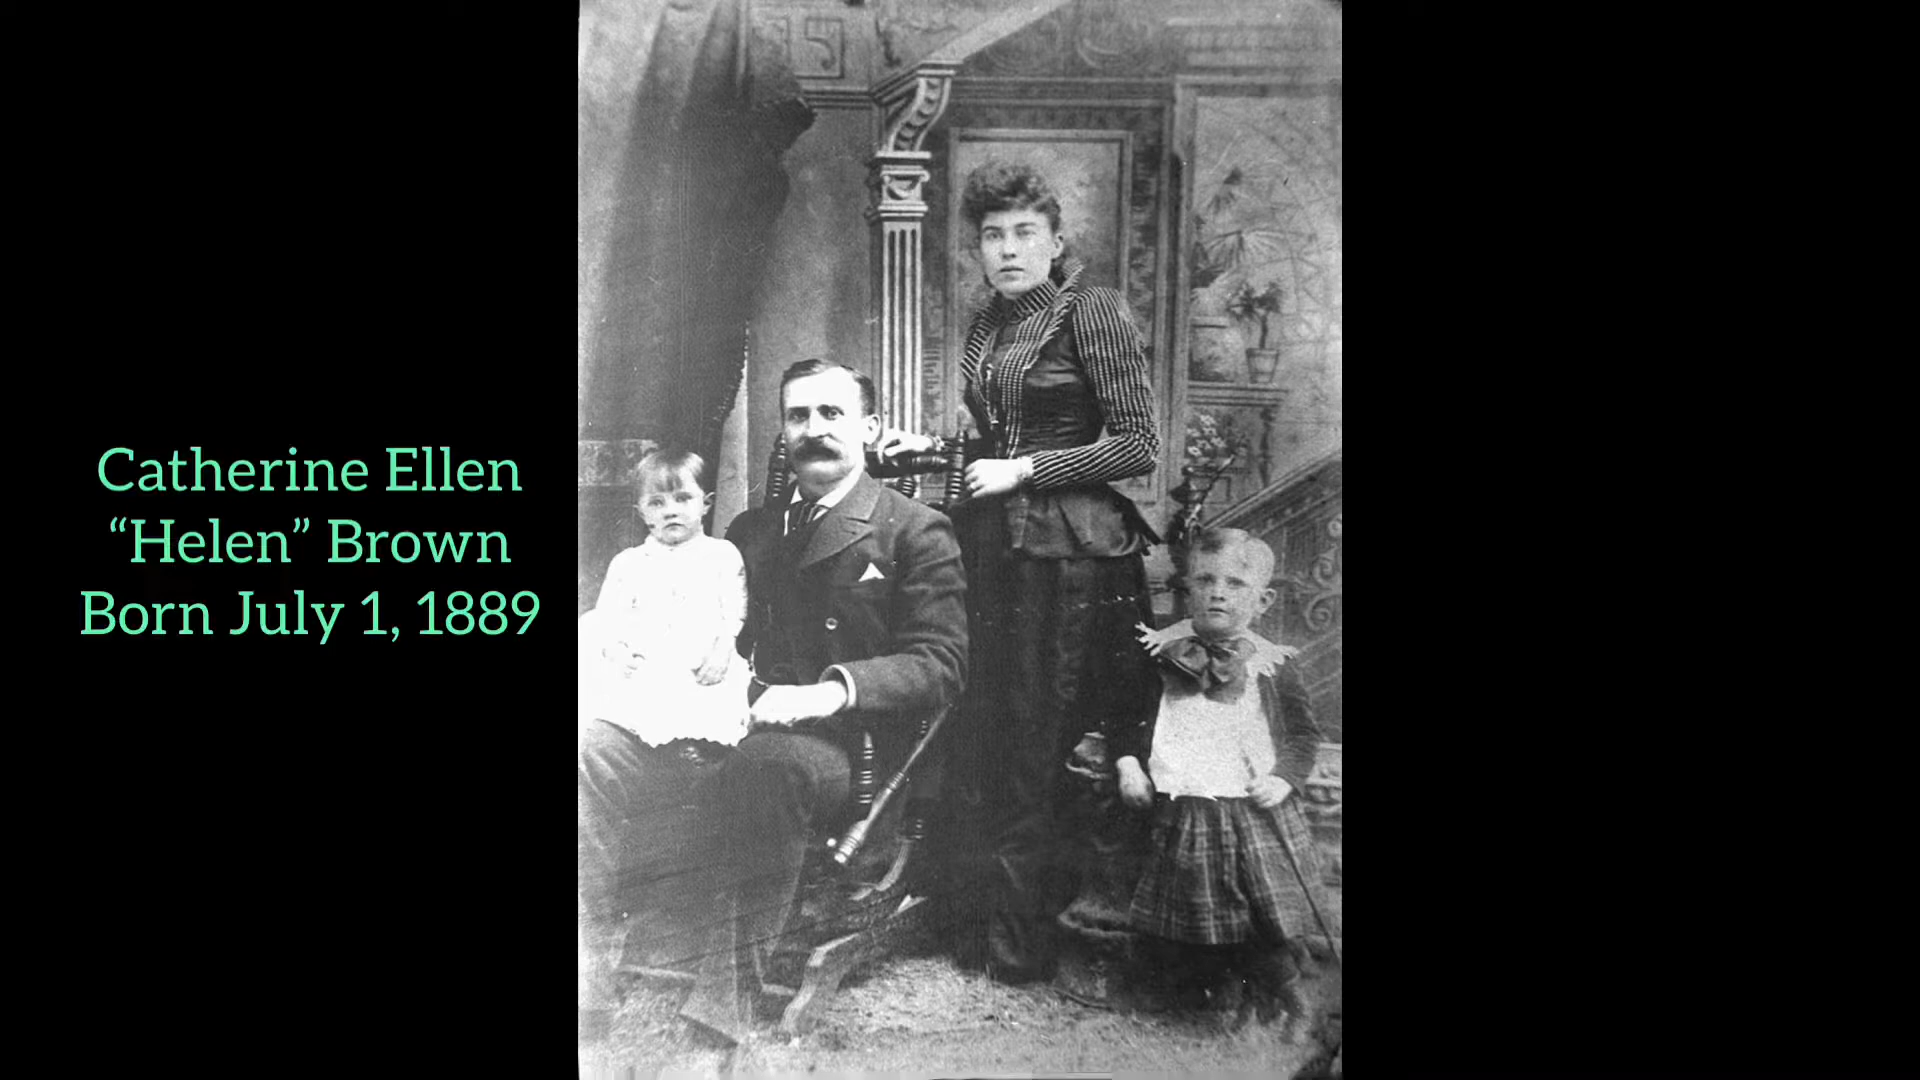 Catherine Ellen
“Helen” Brown
Born July 1, 1889